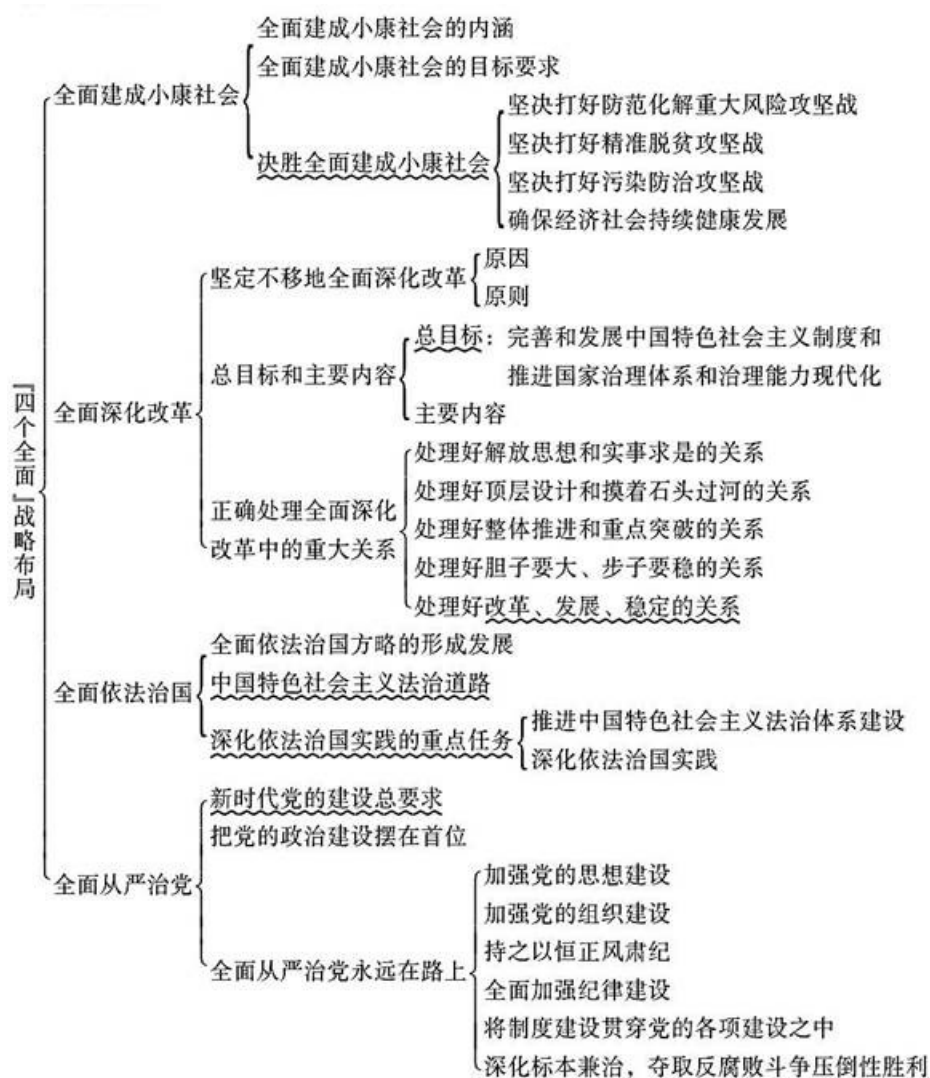 『四个全面』战略布局
全面建成小康社会
全面建成小康社会的内涵
全面建成小康社会的目标要求
决胜全面建成小康社会
坚决打好防范化解重大风险攻坚战
坚决打好精准脱贫攻坚战
坚决打好污染防治攻坚战
确保经济社会持续健康发展
全面深化改革
坚定不移地全面深化改革
原因
原则
总目标和主要内容
总目标：完善和发展中国特色社会主义制度和
推进国家治理体系和治理能力现代化
主要内容
正确处理全面深化
改革中的重大关系
处理好解放思想和实事求是的关系
处理好顶层设计和摸着石头过河的关系
处理好整体推进和重点突破的关系
处理好胆子要大、步子要稳的关系
处理好改革、发展、稳定的关系
全面依法治国
全面依法治国方略的形成发展
中国特色社会主义法治道路
深化依法治国实践的重点任务
推进中国特色社会主义法治体系建设
深化依法治国实践
全面从严治党
新时代党的建设总要求
把党的政治建设摆在首位
全面从严治党永远在路上
加强党的思想建设
加强党的组织建设
持之以恒正风肃纪
全面加强纪律建设
将制度建设贯穿党的各项建设之中
深化标本兼治，夺取反腐败斗争压倒性胜利